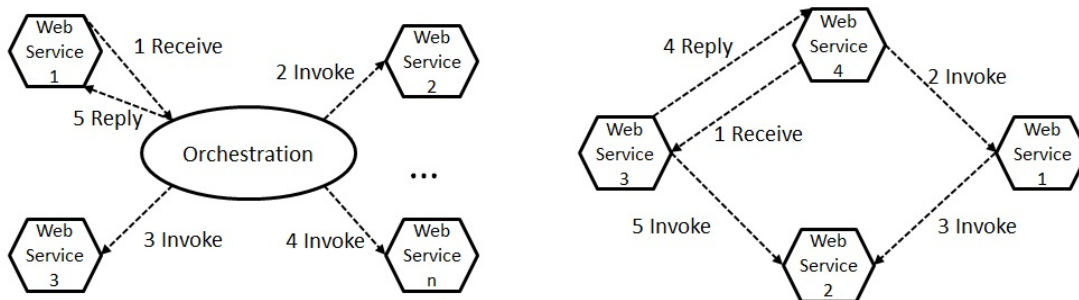 Web
Service
1
1 Receive
2 Invoke
Web
Service
2
5 Reply
Orchestration
...
Web
Service
3
3 Invoke
4 Invoke
Web
Service
n
4 Reply
Web
Service
4
2 Invoke
1 Receive
Web
Service
3
Web
Service
1
5 Invoke
3 Invoke
Web
Service
2